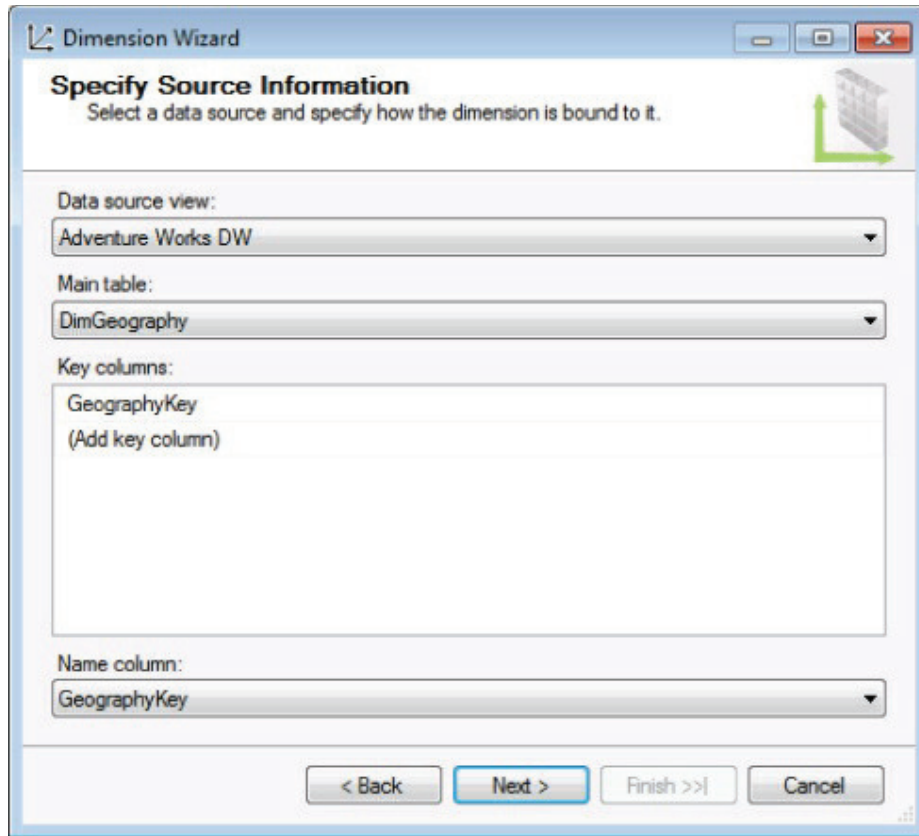 Dimension Wizard
Specify Source Information
Select a data source and specify how the dimension is bound to it.
Data source view:
Adventure Works DW
Main table:
DimGeography
Key columns:
GeographyKey
(Add key column)
Name column:
GeographyKey
< Back Next > Finish >>| Cancel